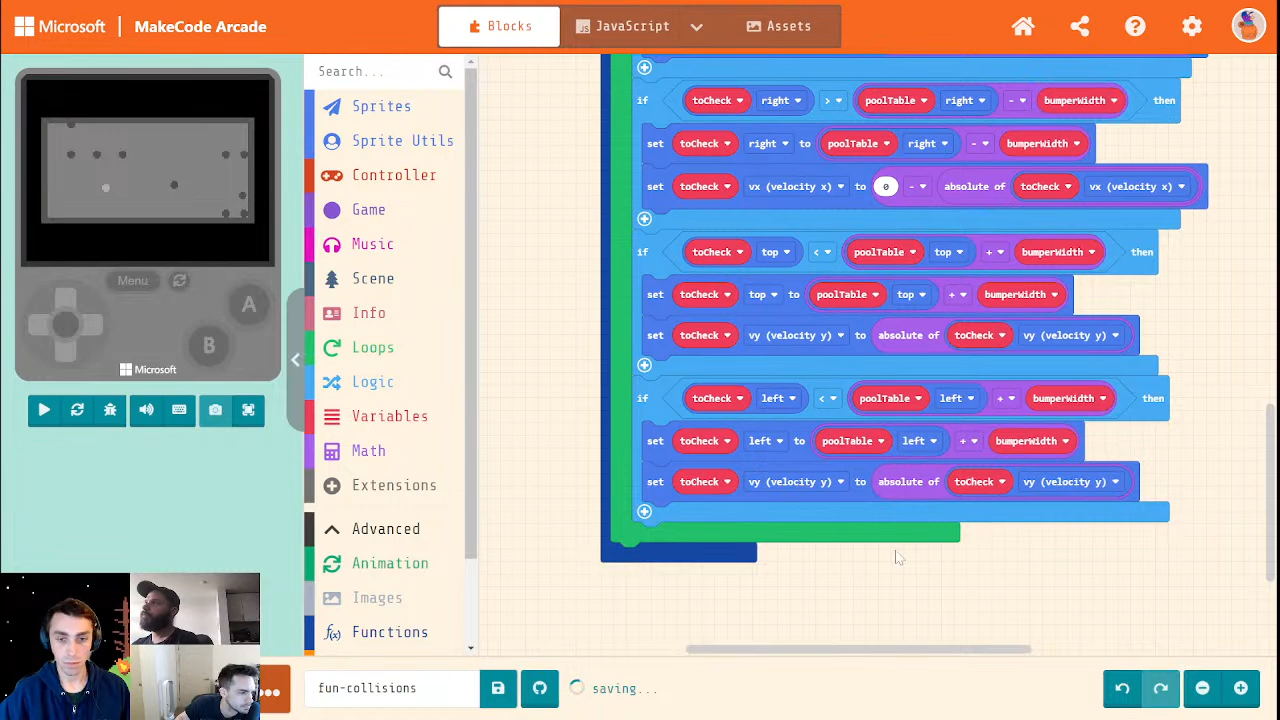 Microsoft | MakeCode Arcade
Blocks
JavaScript
Assets
Menu
A
B
Microsoft
Search...
Sprites
Sprite Utils
Controller
Game
Music
Scene
Info
Loops
Logic
Variables
Math
Extensions
Advanced
Animation
Images
Functions
if toCheck right > poolTable right - bumperWidth then
set toCheck right to poolTable right - bumperWidth
set toCheck vx (velocity x) to 0 - absolute of toCheck vx (velocity x)
if toCheck top < poolTable top + bumperWidth then
set toCheck top to poolTable top + bumperWidth
set toCheck vy (velocity y) to absolute of toCheck vy (velocity y)
if toCheck left < poolTable left + bumperWidth then
set toCheck left to poolTable left + bumperWidth
set toCheck vy (velocity y) to absolute of toCheck vy (velocity y)
fun-collisions
saving...